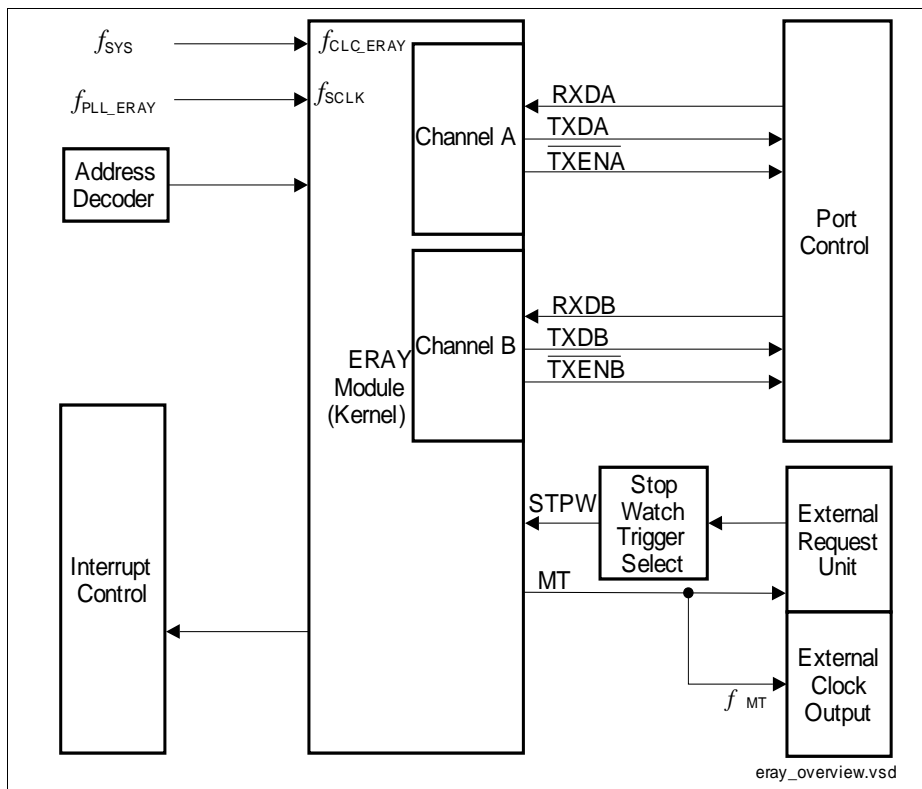 fSYS
fCLC_ERAY
fPLL_ERAY
fSCLK
Address
Decoder
Channel A
RXDA
TXDA
TXENA
Port
Control
Channel B
RXDB
TXDB
TXENB
ERAY
Module
(Kernel)
Interrupt
Control
STPW
Stop
Watch
Trigger
Select
External
Request
Unit
MT
External
Clock
Output
f MT
eray_overview.vsd